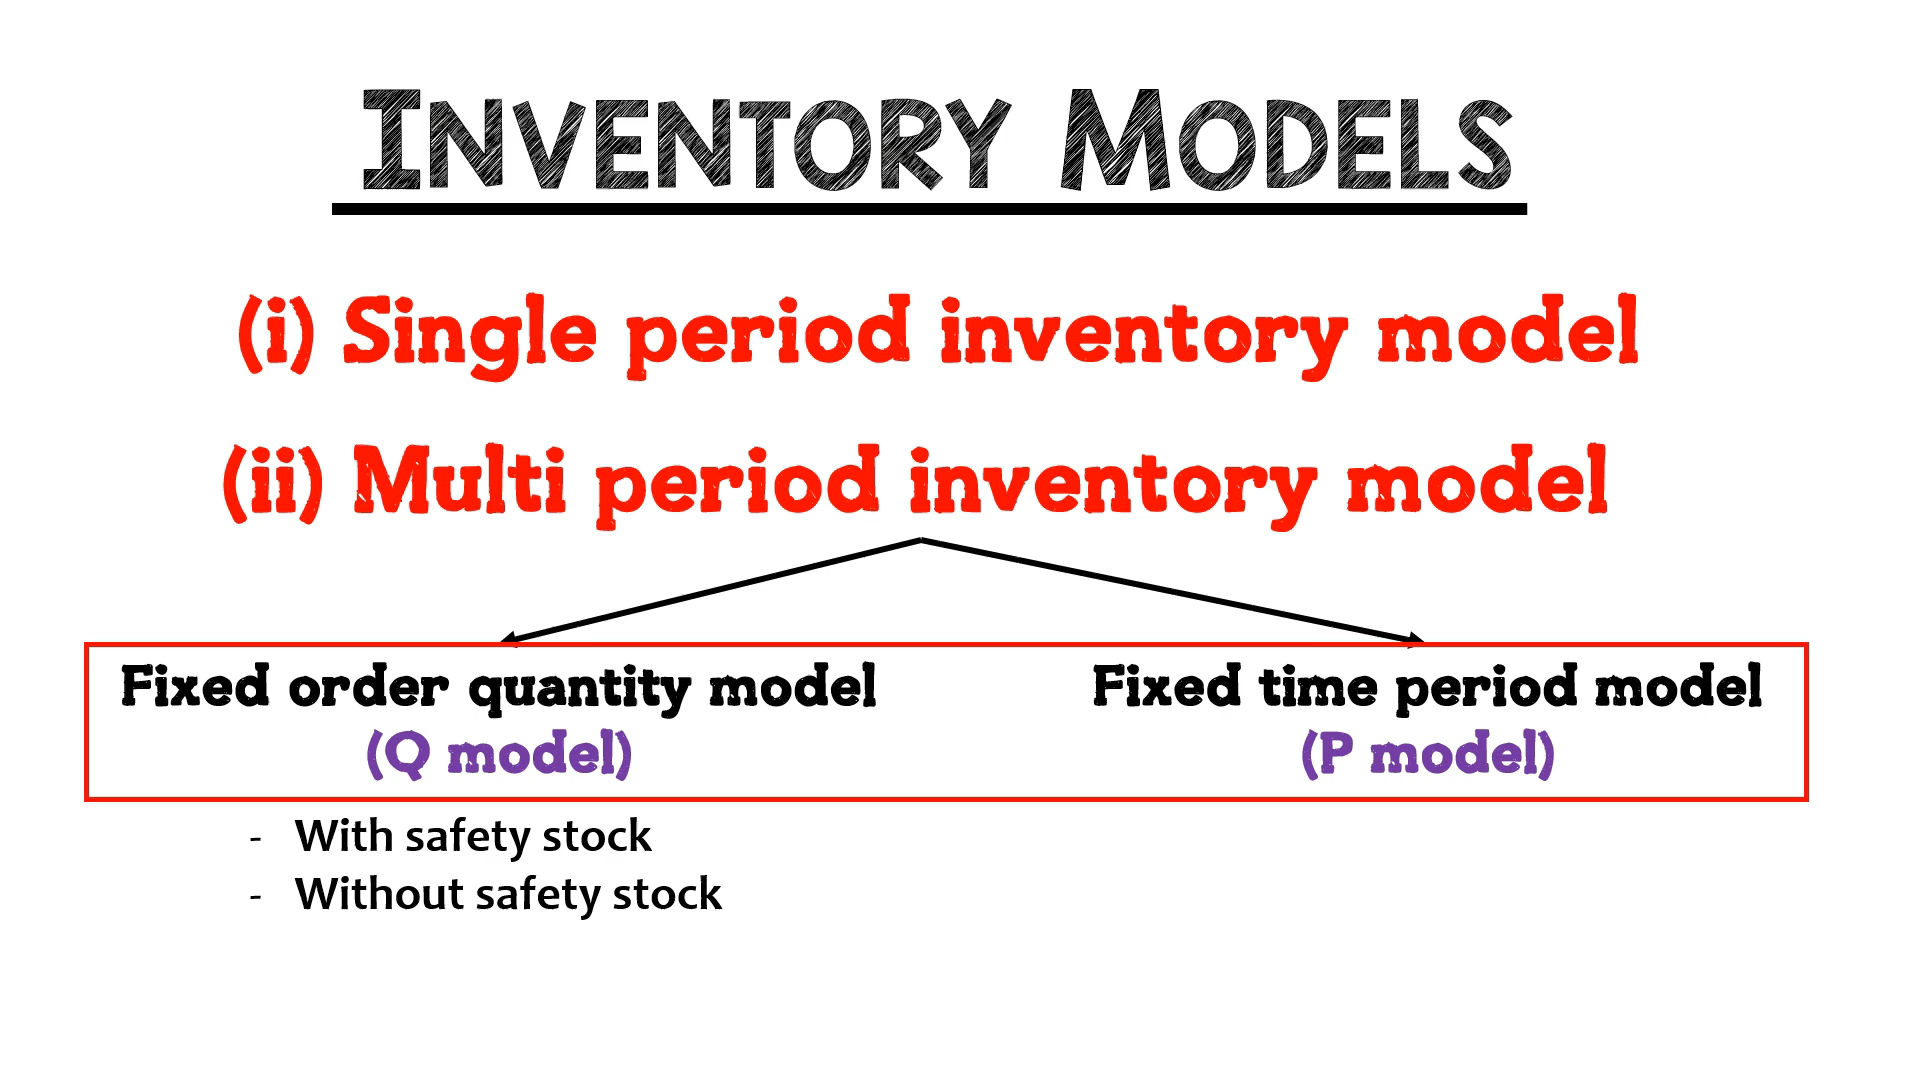 INVENTORY MODELS
(i) Single period inventory model
(ii) Multi period inventory model
Fixed order quantity model
(Q model)
Fixed time period model
(P model)
- With safety stock
- Without safety stock